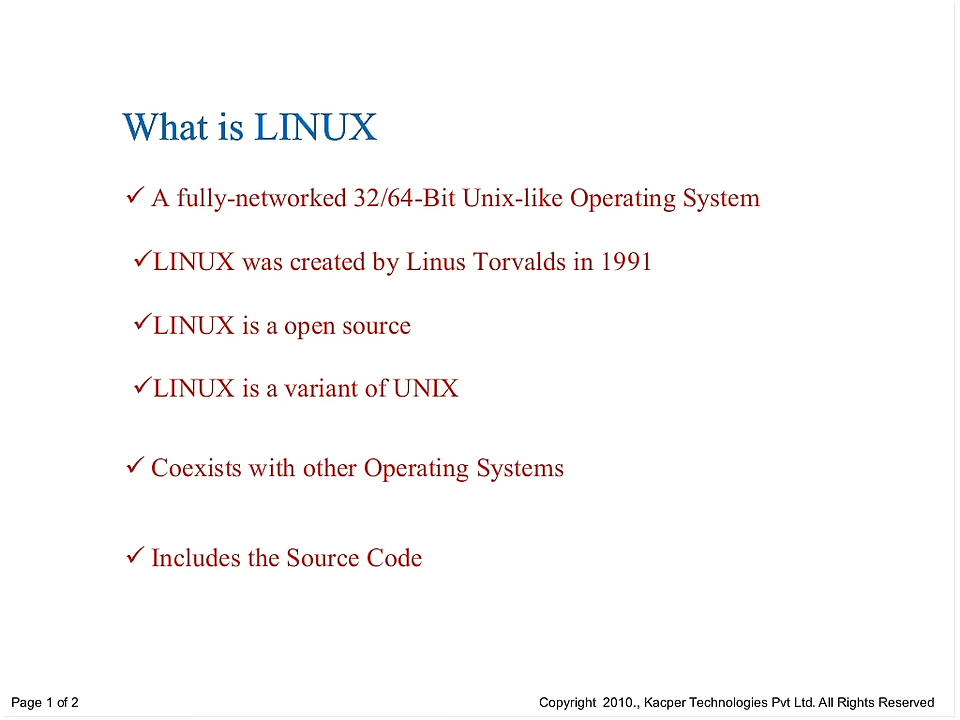 What is LINUX
✓ A fully-networked 32/64-Bit Unix-like Operating System
✓LINUX was created by Linus Torvalds in 1991
✓LINUX is a open source
✓LINUX is a variant of UNIX
✓ Coexists with other Operating Systems
✓ Includes the Source Code
Page 1 of 2
Copyright 2010., Kacper Technologies Pvt Ltd. All Rights Reserved